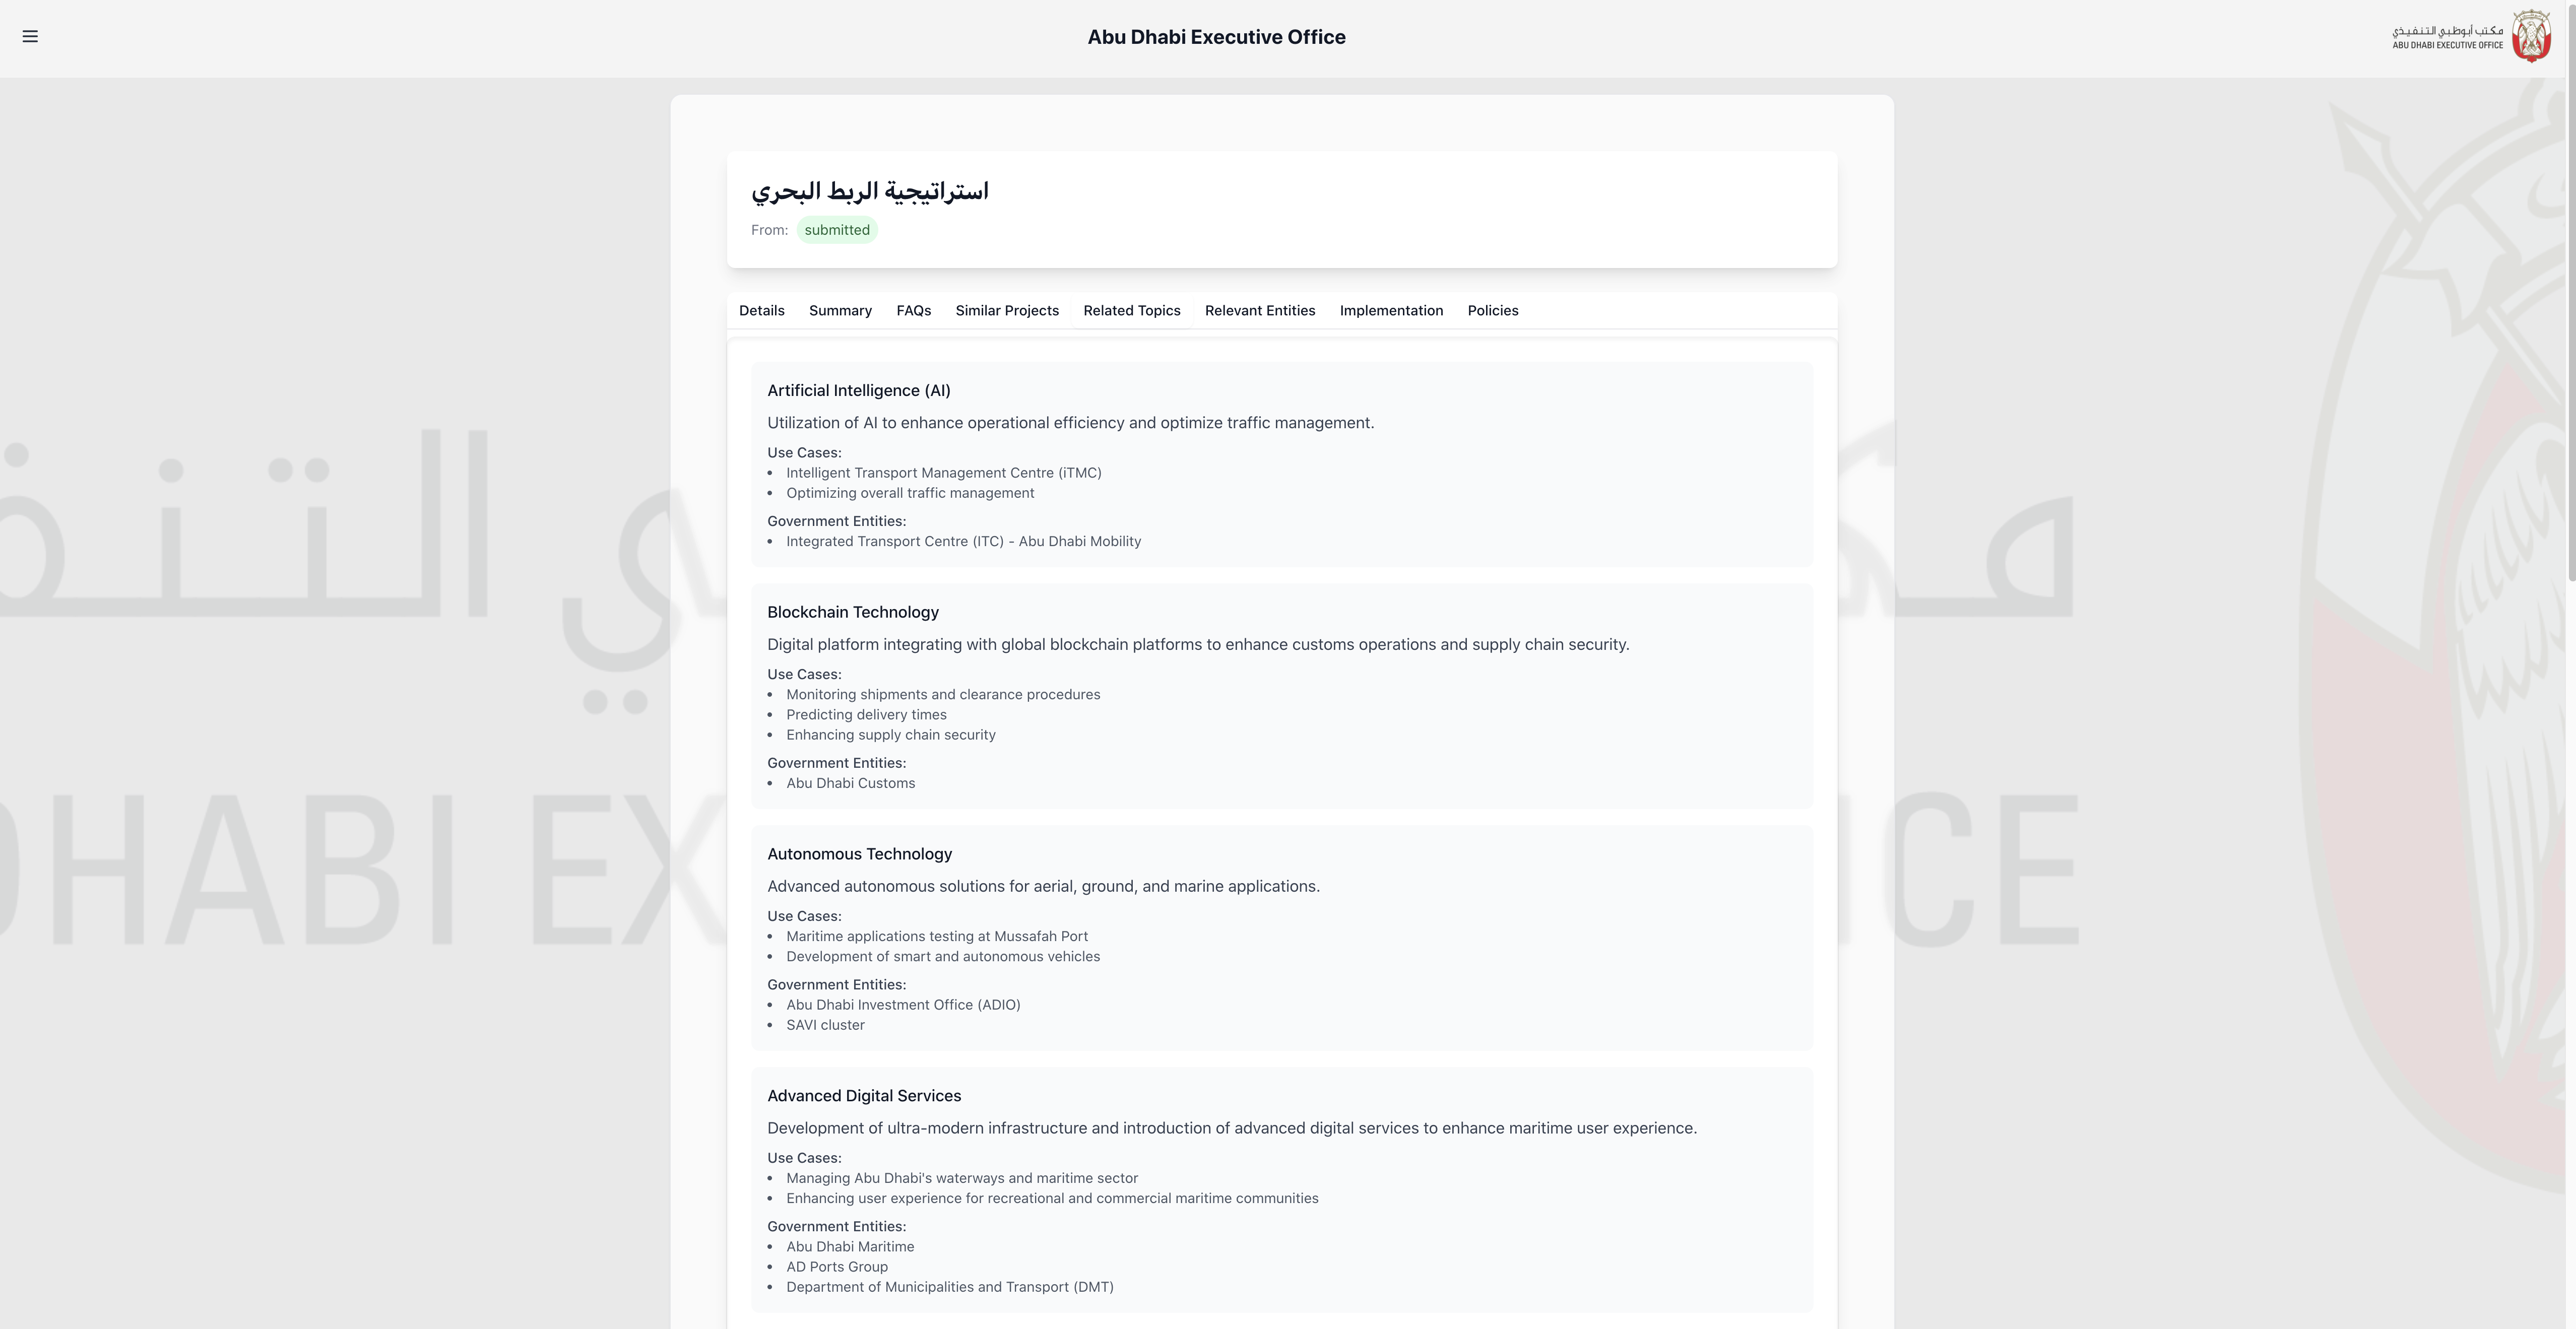 Abu Dhabi Executive Office
مكتب أبوظبي التنفيذي
ABU DHABI EXECUTIVE OFFICE
استراتيجية الربط البحري
From: submitted
Details Summary FAQs Similar Projects Related Topics Relevant Entities Implementation Policies
Artificial Intelligence (AI)
Utilization of AI to enhance operational efficiency and optimize traffic management.
Use Cases:
• Intelligent Transport Management Centre (iTMC)
• Optimizing overall traffic management
Government Entities:
• Integrated Transport Centre (ITC) - Abu Dhabi Mobility
Blockchain Technology
Digital platform integrating with global blockchain platforms to enhance customs operations and supply chain security.
Use Cases:
• Monitoring shipments and clearance procedures
• Predicting delivery times
• Enhancing supply chain security
Government Entities:
• Abu Dhabi Customs
Autonomous Technology
Advanced autonomous solutions for aerial, ground, and marine applications.
Use Cases:
• Maritime applications testing at Mussafah Port
• Development of smart and autonomous vehicles
Government Entities:
• Abu Dhabi Investment Office (ADIO)
• SAVI cluster
Advanced Digital Services
Development of ultra-modern infrastructure and introduction of advanced digital services to enhance maritime user experience.
Use Cases:
• Managing Abu Dhabi's waterways and maritime sector
• Enhancing user experience for recreational and commercial maritime communities
Government Entities:
• Abu Dhabi Maritime
• AD Ports Group
• Department of Municipalities and Transport (DMT)